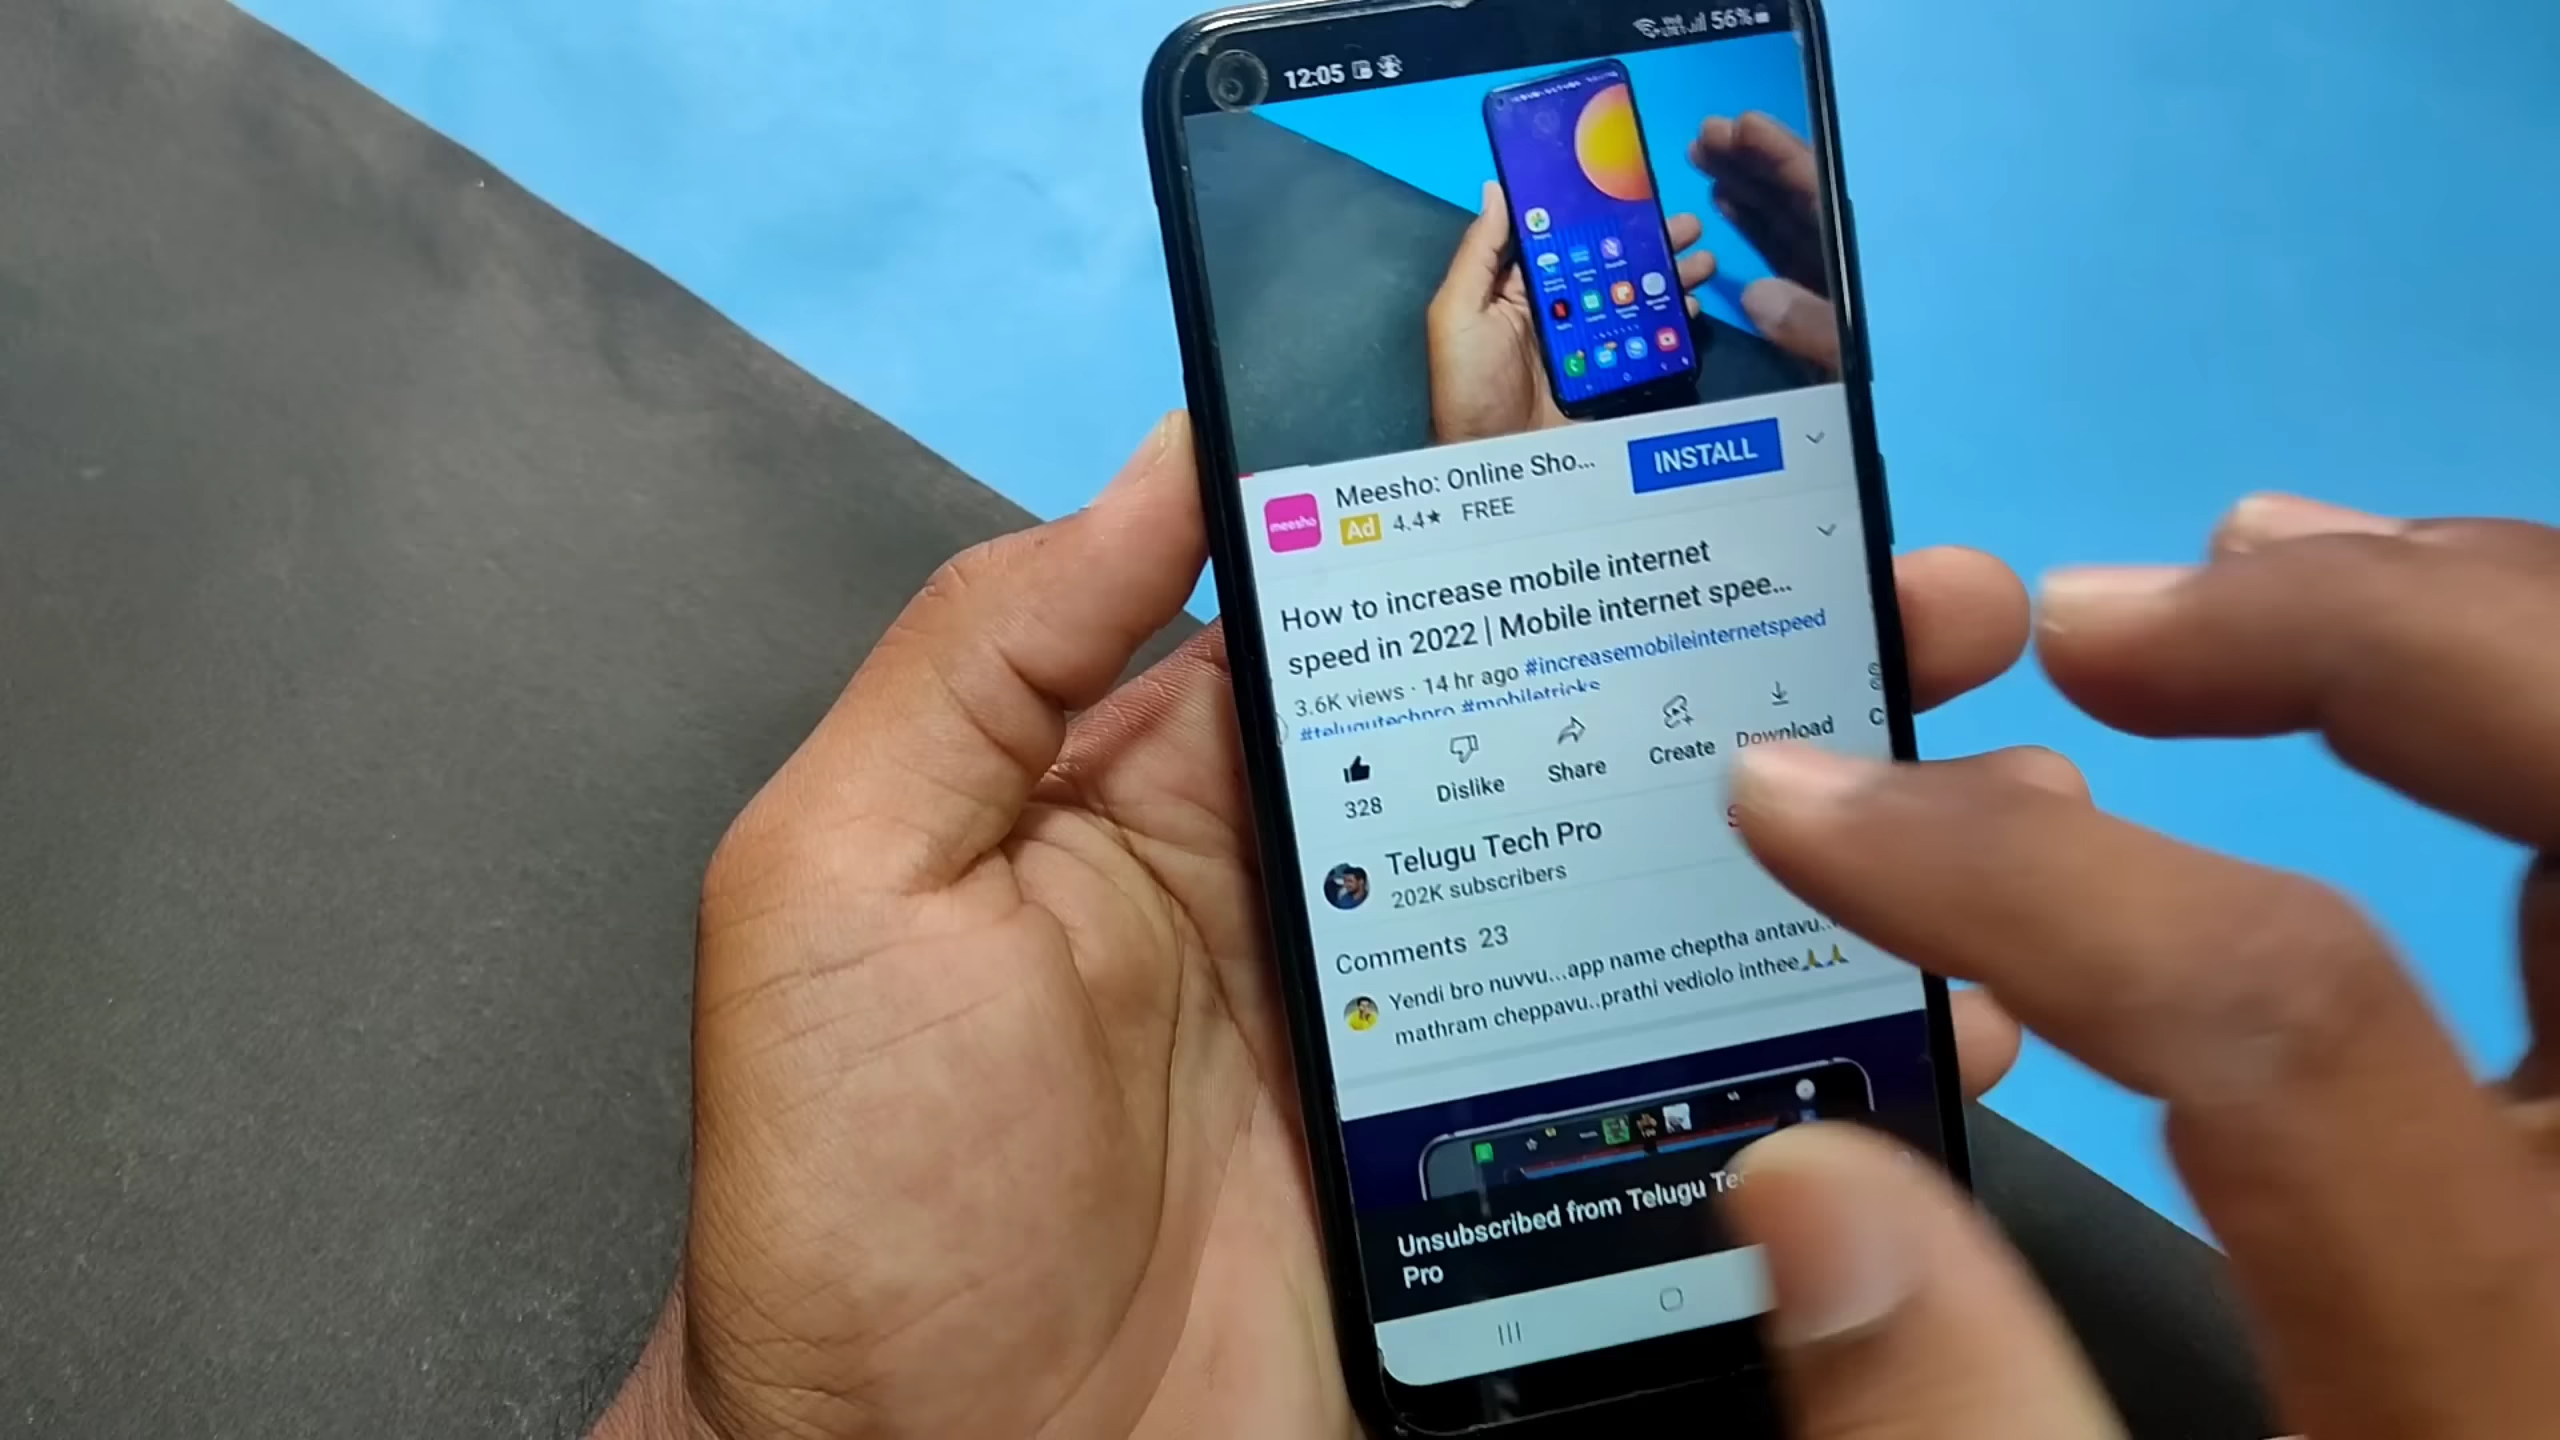 12:05
56%
meesho
Meesho: Online Sho...
INSTALL
Ad 4.4★ FREE
How to increase mobile internet
speed in 2022 | Mobile internet spee...
3.6K views · 14 hr ago #increasemobileinternetspeed
#telugutechpro #mobiletricks
328
Dislike
Share
Create
Download
Telugu Tech Pro
202K subscribers
Comments 23
Yendi bro nuvvu...app name cheptha antavu..
mathram cheppavu..prathi vediolo inthee🙏🙏
Unsubscribed from Telugu
Pro